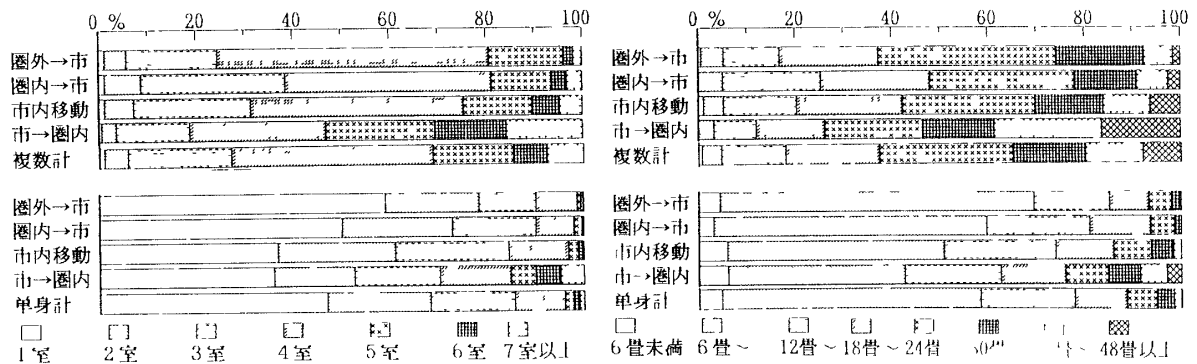 0 % 20 40 60 80 100
圏外→市
圏内→市
市内移動
市→圏内
複数計
圏外→市
圏内→市
市内移動
市→圏内
単身計
1室 2室 3室 4室 5室 6室 7室以上
0 % 20 40 60 80 100
圏外→市
圏内→市
市内移動
市→圏内
複数計
圏外→市
圏内→市
市内移動
市→圏内
単身計
6畳未満 6畳～ 12畳～ 18畳～ 24畳 48畳以上